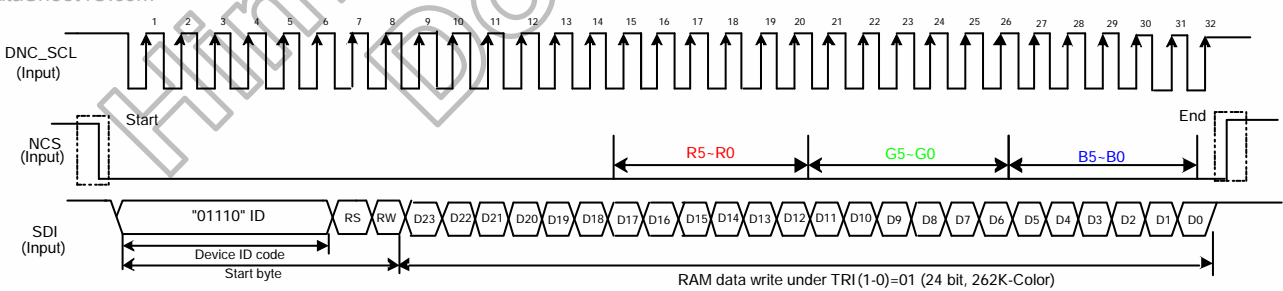 1 2 3 4 5 6 7 8 9 10 11 12 13 14 15 16 17 18 19 20 21 22 23 24 25 26 27 28 29 30 31 32
DNC_SCL
(Input)
Start
End
NCS
(Input)
R5~R0 G5~G0 B5~B0
SDI
(Input)
"01110" ID RS RW D23 D22 D21 D20 D19 D18 D17 D16 D15 D14 D13 D12 D11 D10 D9 D8 D7 D6 D5 D4 D3 D2 D1 D0
Device ID code
Start byte
RAM data write under TRI(1-0)=01 (24 bit, 262K-Color)